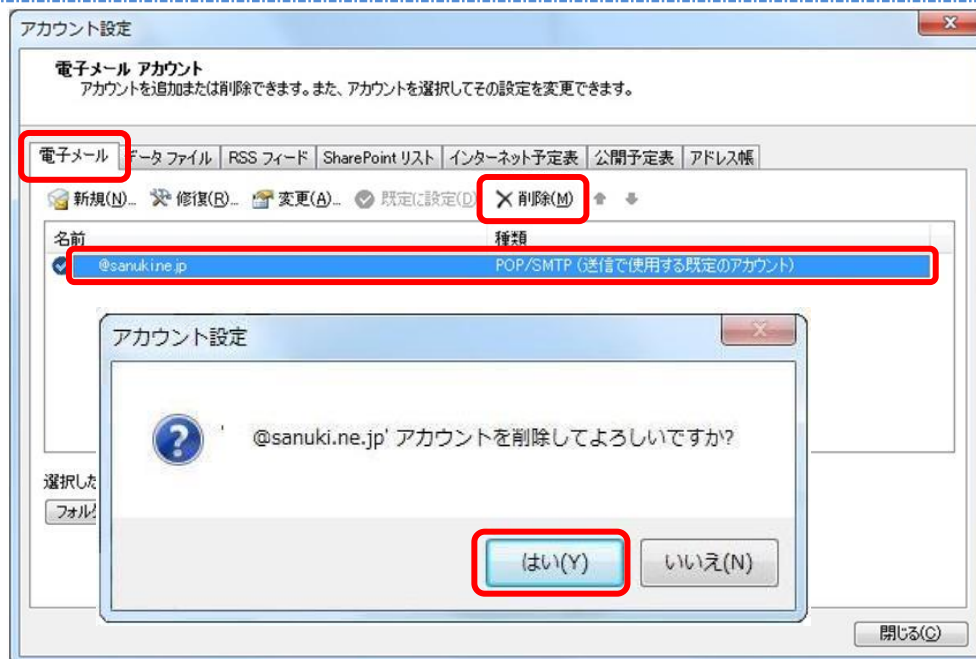 アカウント設定
電子メール アカウント
アカウントを追加または削除できます。また、アカウントを選択してその設定を変更できます。
電子メール データ ファイル RSS フィード SharePoint リスト インターネット予定表 公開予定表 アドレス帳
新規(N)... 修復(R)... 変更(A)... 既定に設定(D) 削除(M)
名前 種類
@sanuki.ne.jp POP/SMTP (送信で使用する既定のアカウント)
アカウント設定
' @sanuki.ne.jp' アカウントを削除してよろしいですか?
選択した
フォルダ
はい(Y) いいえ(N)
閉じる(C)